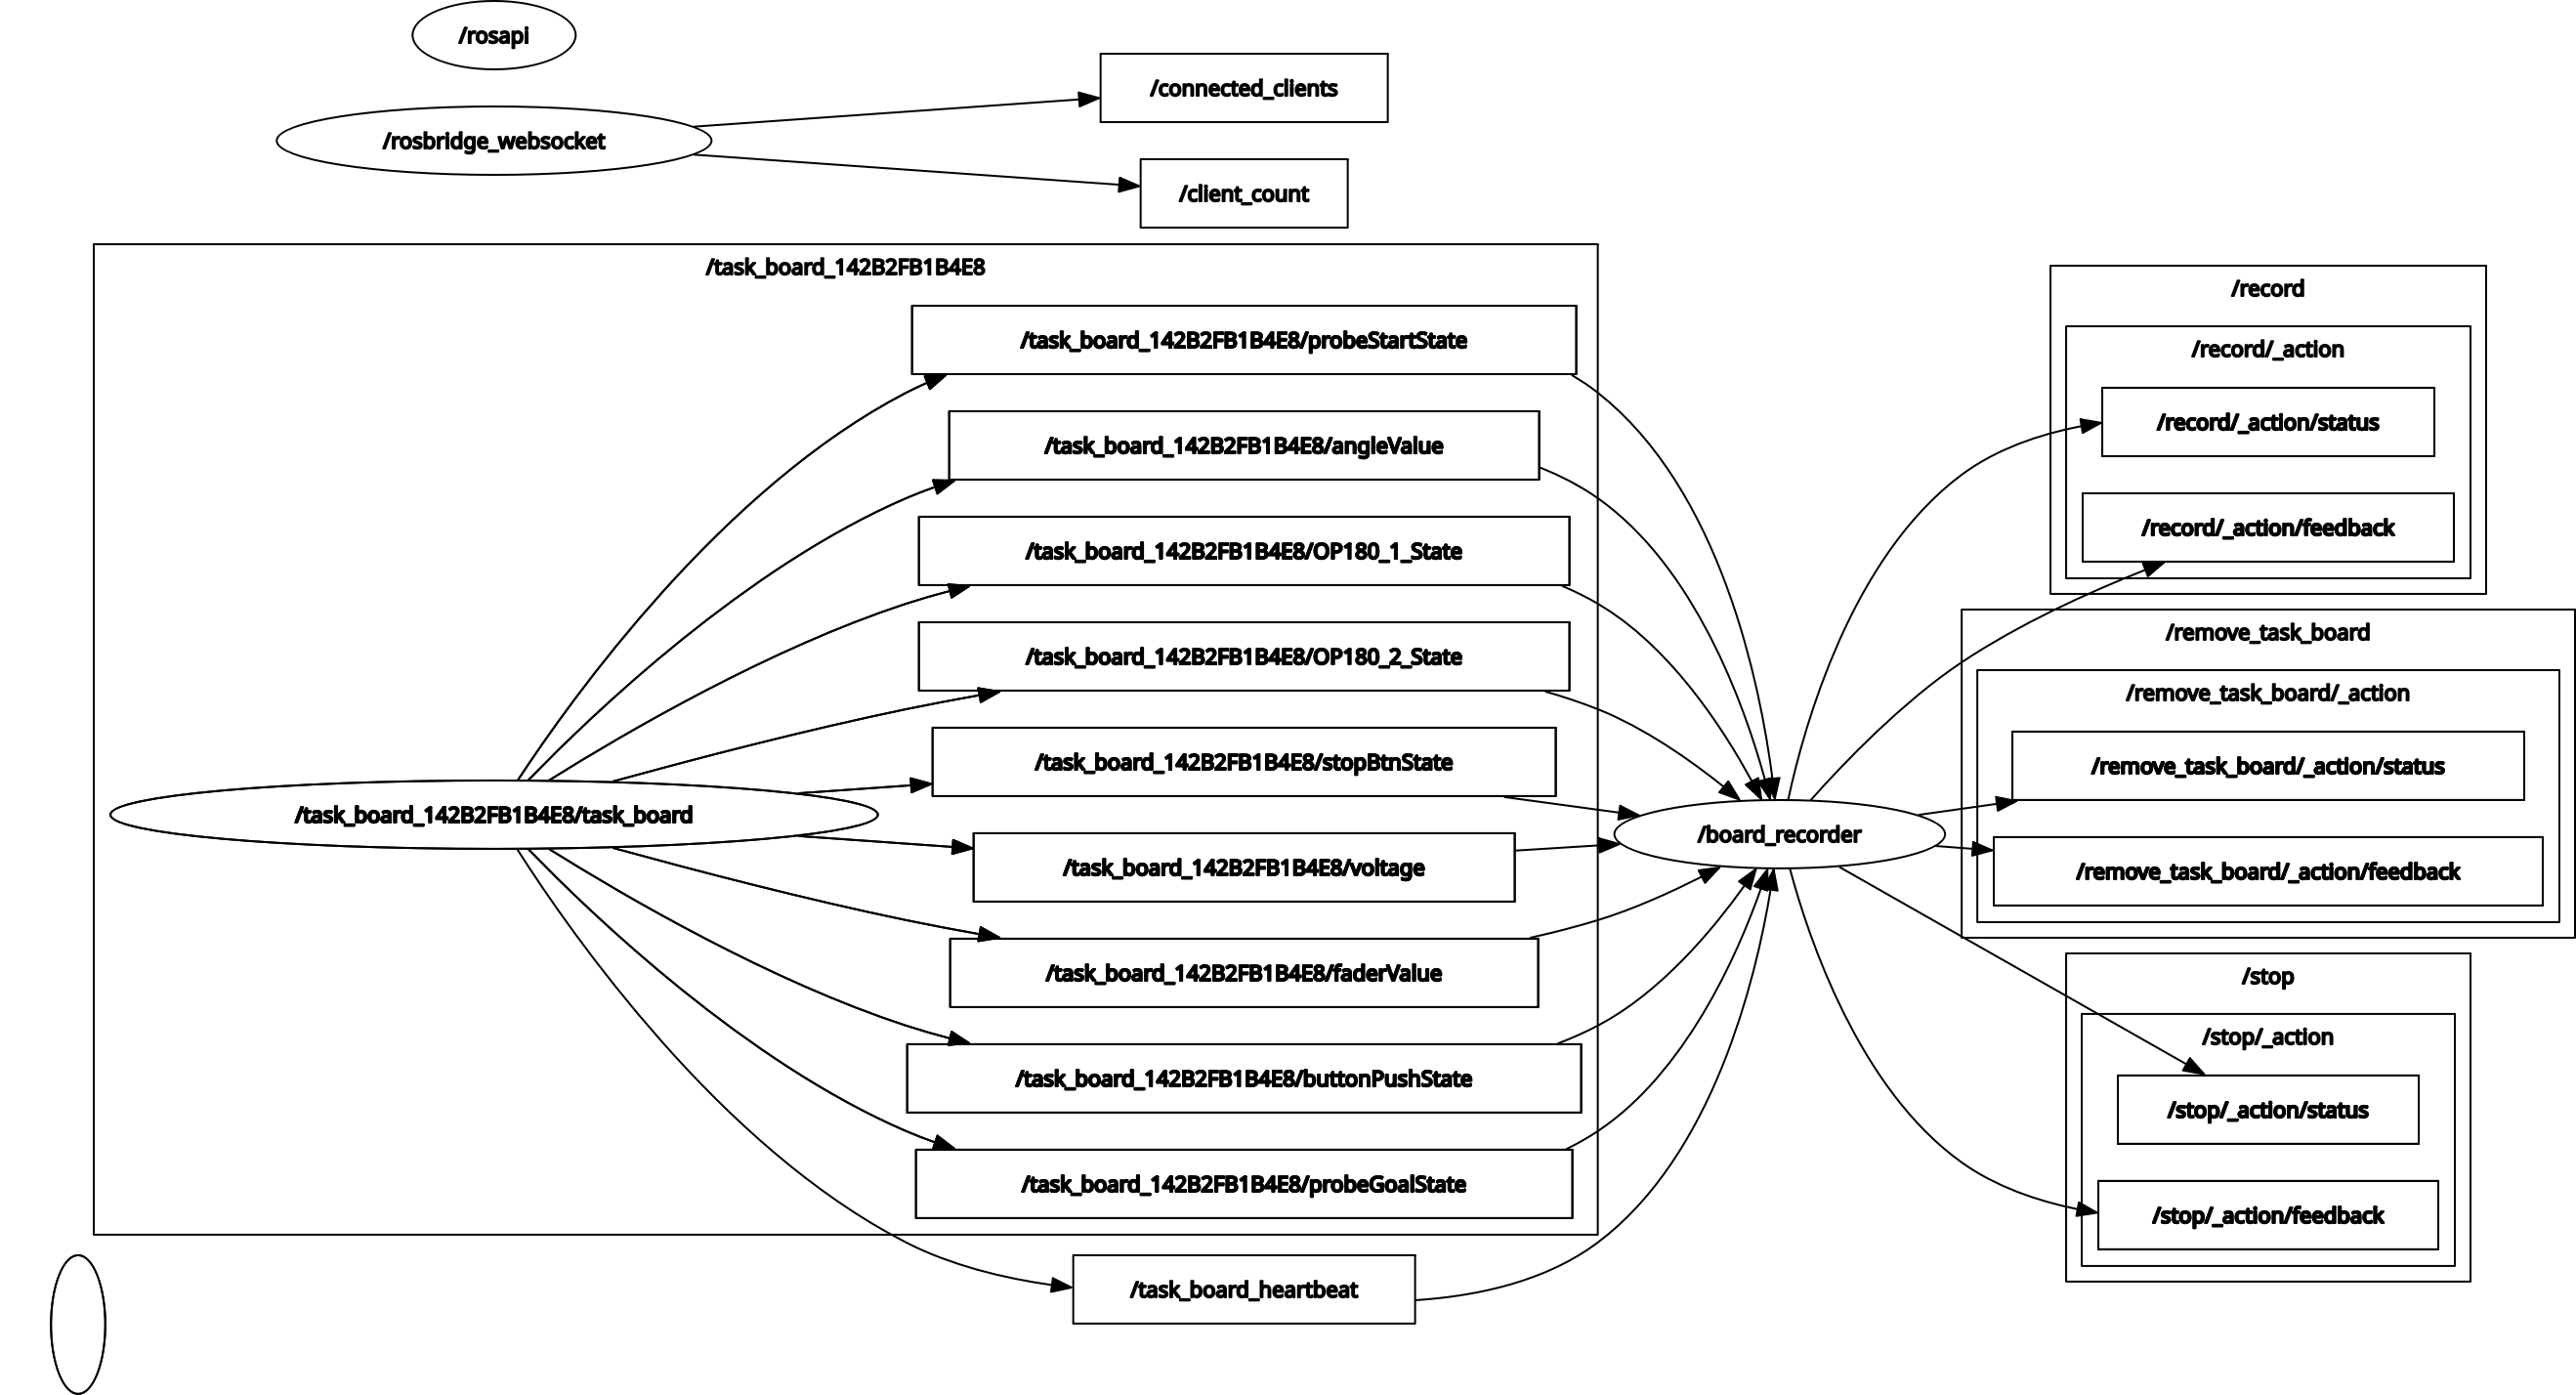 /rosapi
/connected_clients
/rosbridge_websocket
/client_count
/task_board_142B2FB1B4E8
/task_board_142B2FB1B4E8/probeStartState
/task_board_142B2FB1B4E8/angleValue
/task_board_142B2FB1B4E8/OP180_1_State
/task_board_142B2FB1B4E8/OP180_2_State
/task_board_142B2FB1B4E8/stopBtnState
/task_board_142B2FB1B4E8/task_board
/task_board_142B2FB1B4E8/voltage
/task_board_142B2FB1B4E8/faderValue
/task_board_142B2FB1B4E8/buttonPushState
/task_board_142B2FB1B4E8/probeGoalState
/task_board_heartbeat
/board_recorder
/record
/record/_action
/record/_action/status
/record/_action/feedback
/remove_task_board
/remove_task_board/_action
/remove_task_board/_action/status
/remove_task_board/_action/feedback
/stop
/stop/_action
/stop/_action/status
/stop/_action/feedback